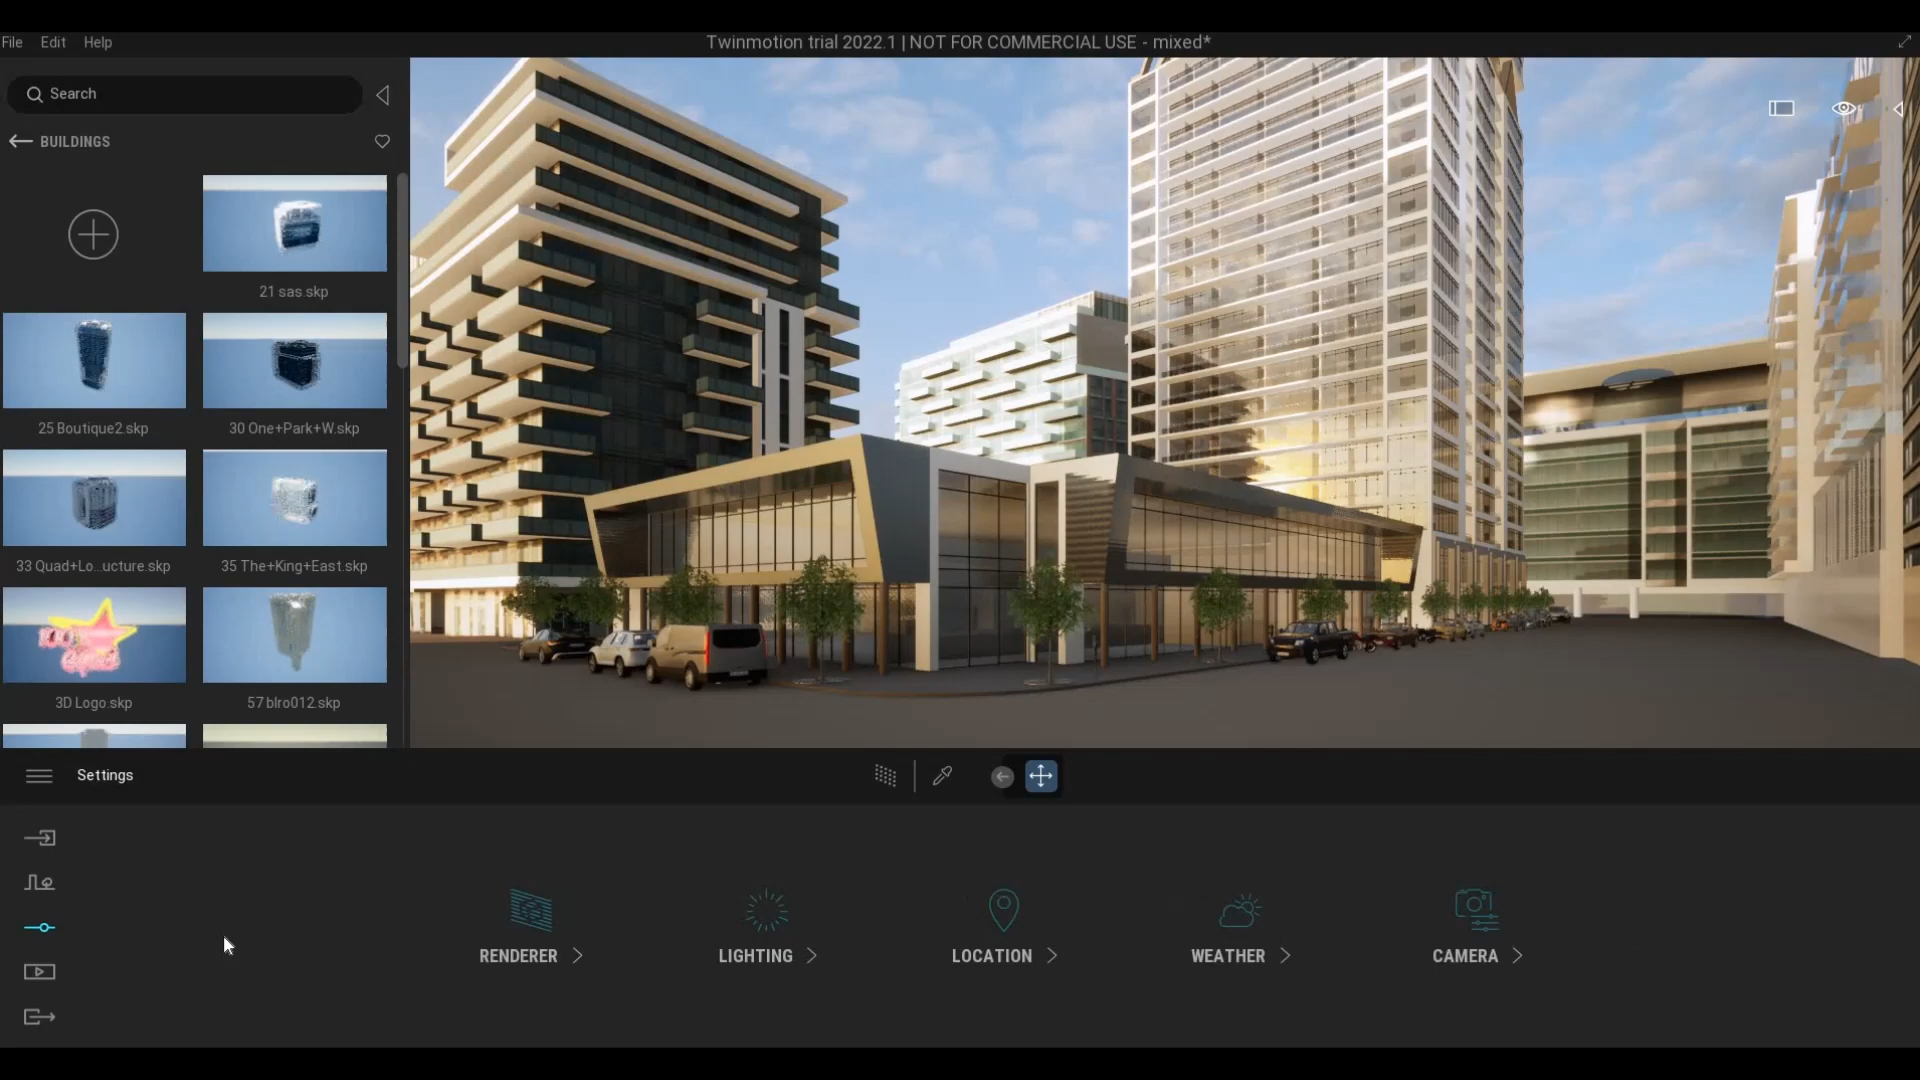 File Edit Help
Twinmotion trial 2022.1 | NOT FOR COMMERCIAL USE - mixed*
Search
BUILDINGS
21 sas.skp
25 Boutique2.skp
30 One+Park+W.skp
33 Quad+Lo...ucture.skp
35 The+King+East.skp
3D Logo.skp
57 blro012.skp
Settings
RENDERER
LIGHTING
LOCATION
WEATHER
CAMERA